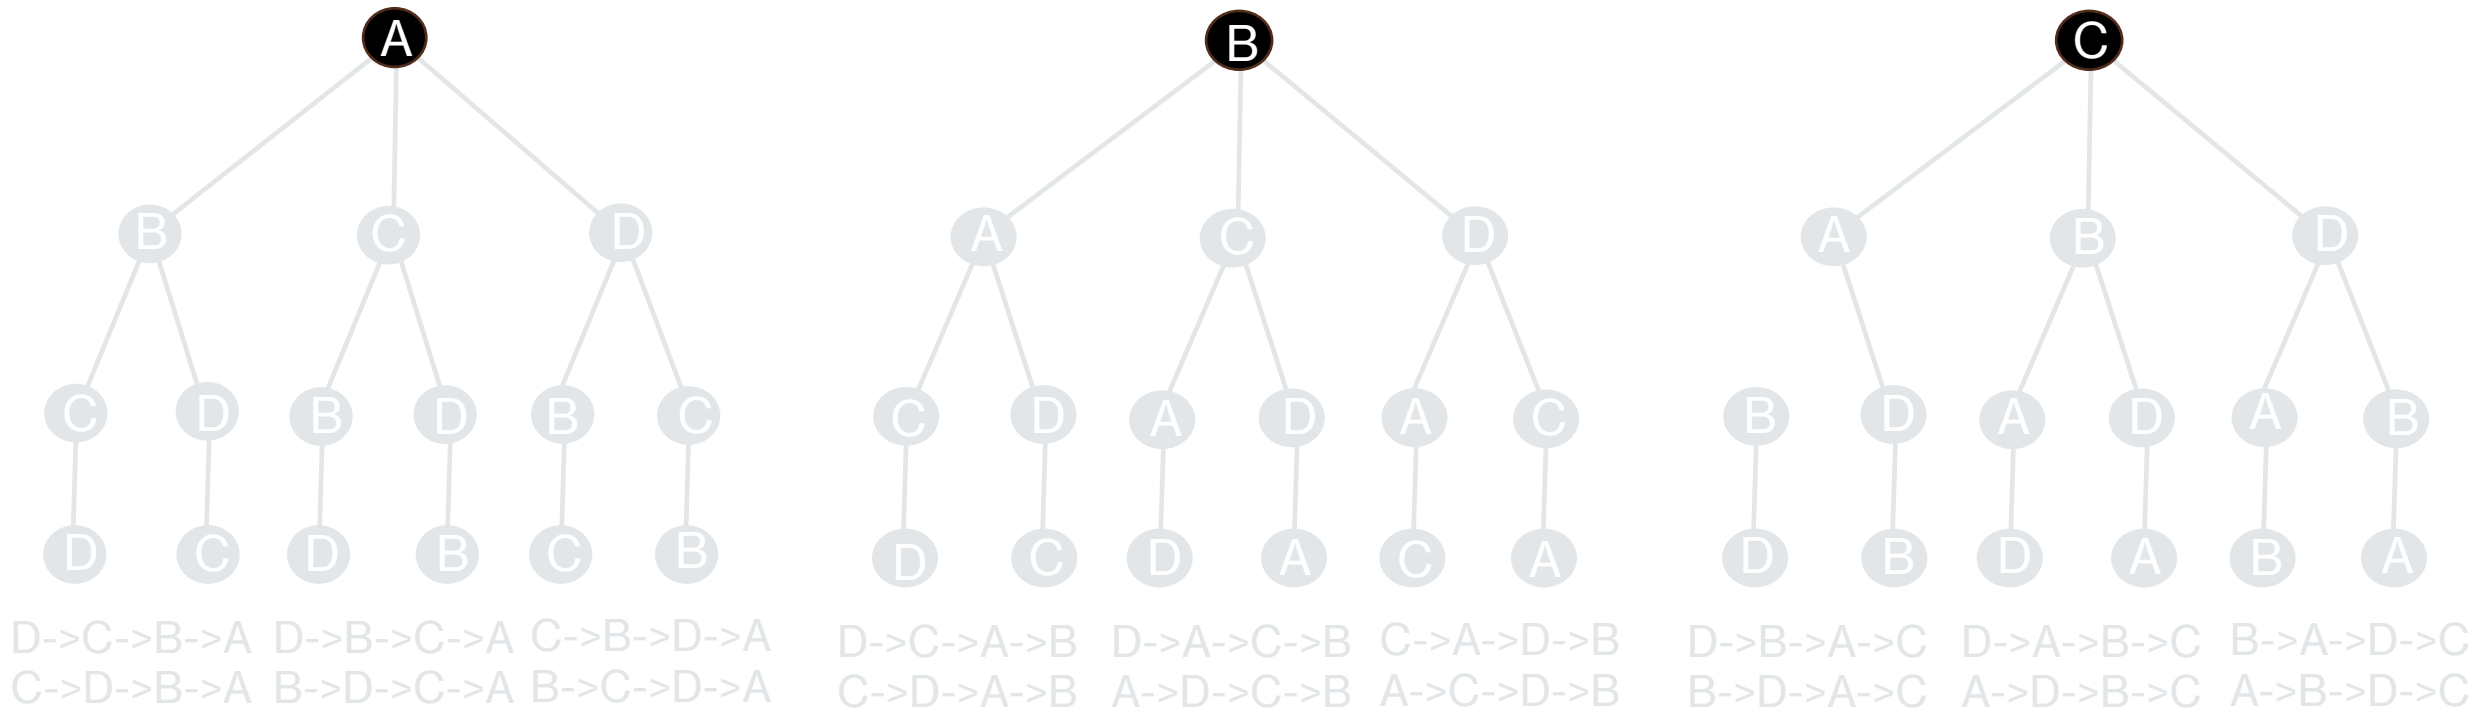 A B C
B C D A C D A B D
C D B D B C C D A D A C B D A D A B
D C D B C B D C D A C A D B D A B A
D->C->B->A D->B->C->A C->B->D->A D->C->A->B D->A->C->B C->A->D->B D->B->A->C D->A->B->C B->A->D->C
C->D->B->A B->D->C->A B->C->D->A C->D->A->B A->D->C->B A->C->D->B B->D->A->C A->D->B->C A->B->D->C